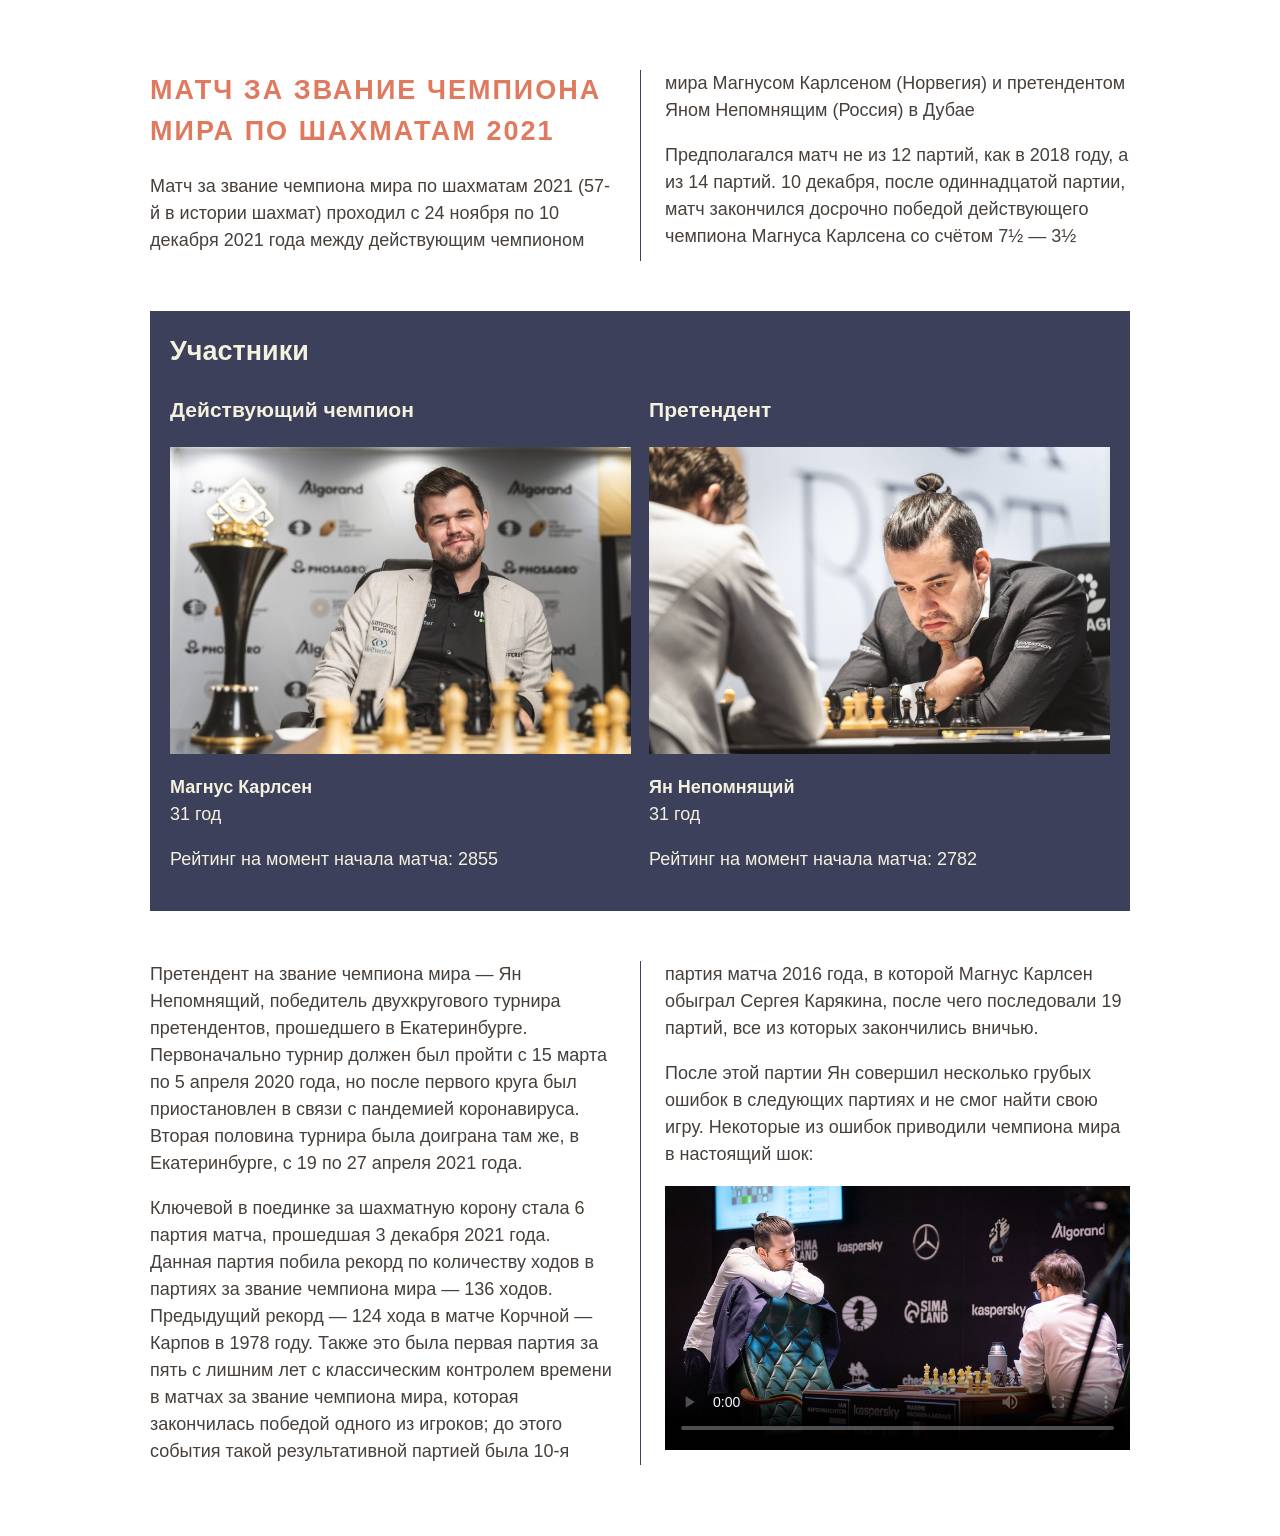 МАТЧ ЗА ЗВАНИЕ ЧЕМПИОНА
МИРА ПО ШАХМАТАМ 2021
Матч за звание чемпиона мира по шахматам 2021 (57-
й в истории шахмат) проходил с 24 ноября по 10
декабря 2021 года между действующим чемпионом
мира Магнусом Карлсеном (Норвегия) и претендентом
Яном Непомнящим (Россия) в Дубае
Предполагался матч не из 12 партий, как в 2018 году, а
из 14 партий. 10 декабря, после одиннадцатой партии,
матч закончился досрочно победой действующего
чемпиона Магнуса Карлсена со счётом 7½ — 3½
Участники
Действующий чемпион
Algorand
Algorand
PHOSAGRO
PHOSAGRO
Претендент
Магнус Карлсен
31 год
Рейтинг на момент начала матча: 2855
Ян Непомнящий
31 год
Рейтинг на момент начала матча: 2782
Претендент на звание чемпиона мира — Ян
Непомнящий, победитель двухкругового турнира
претендентов, прошедшего в Екатеринбурге.
Первоначально турнир должен был пройти с 15 марта
по 5 апреля 2020 года, но после первого круга был
приостановлен в связи с пандемией коронавируса.
Вторая половина турнира была доиграна там же, в
Екатеринбурге, с 19 по 27 апреля 2021 года.
Ключевой в поединке за шахматную корону стала 6
партия матча, прошедшая 3 декабря 2021 года.
Данная партия побила рекорд по количеству ходов в
партиях за звание чемпиона мира — 136 ходов.
Предыдущий рекорд — 124 хода в матче Корчной —
Карпов в 1978 году. Также это была первая партия за
пять с лишним лет с классическим контролем времени
в матчах за звание чемпиона мира, которая
закончилась победой одного из игроков; до этого
события такой результативной партией была 10-я
партия матча 2016 года, в которой Магнус Карлсен
обыграл Сергея Карякина, после чего последовали 19
партий, все из которых закончились вничью.
После этой партии Ян совершил несколько грубых
ошибок в следующих партиях и не смог найти свою
игру. Некоторые из ошибок приводили чемпиона мира
в настоящий шок:
SIMA
LAND
kaspersky
CFR
Algorand
SIMA
LAND
kaspersky
kaspersky
0:00